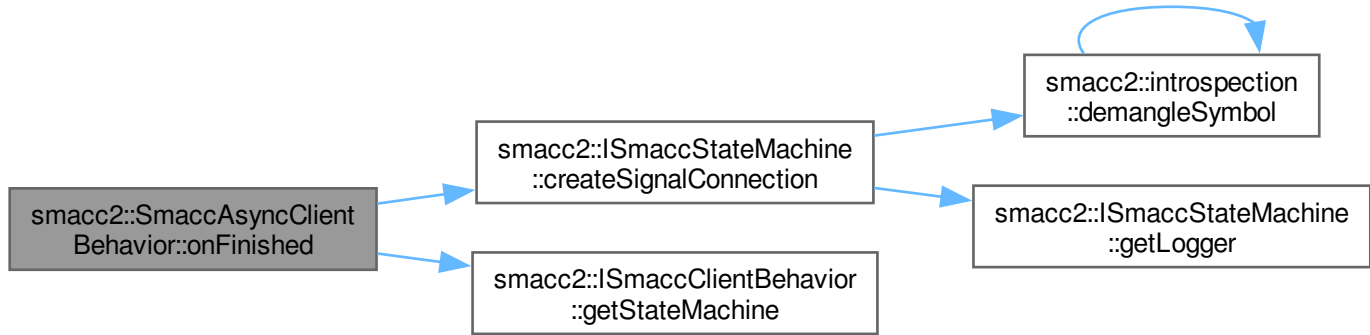 smacc2::SmaccAsyncClient
Behavior::onFinished
smacc2::ISmaccStateMachine
::createSignalConnection
smacc2::ISmaccClientBehavior
::getStateMachine
smacc2::introspection
::demangleSymbol
smacc2::ISmaccStateMachine
::getLogger